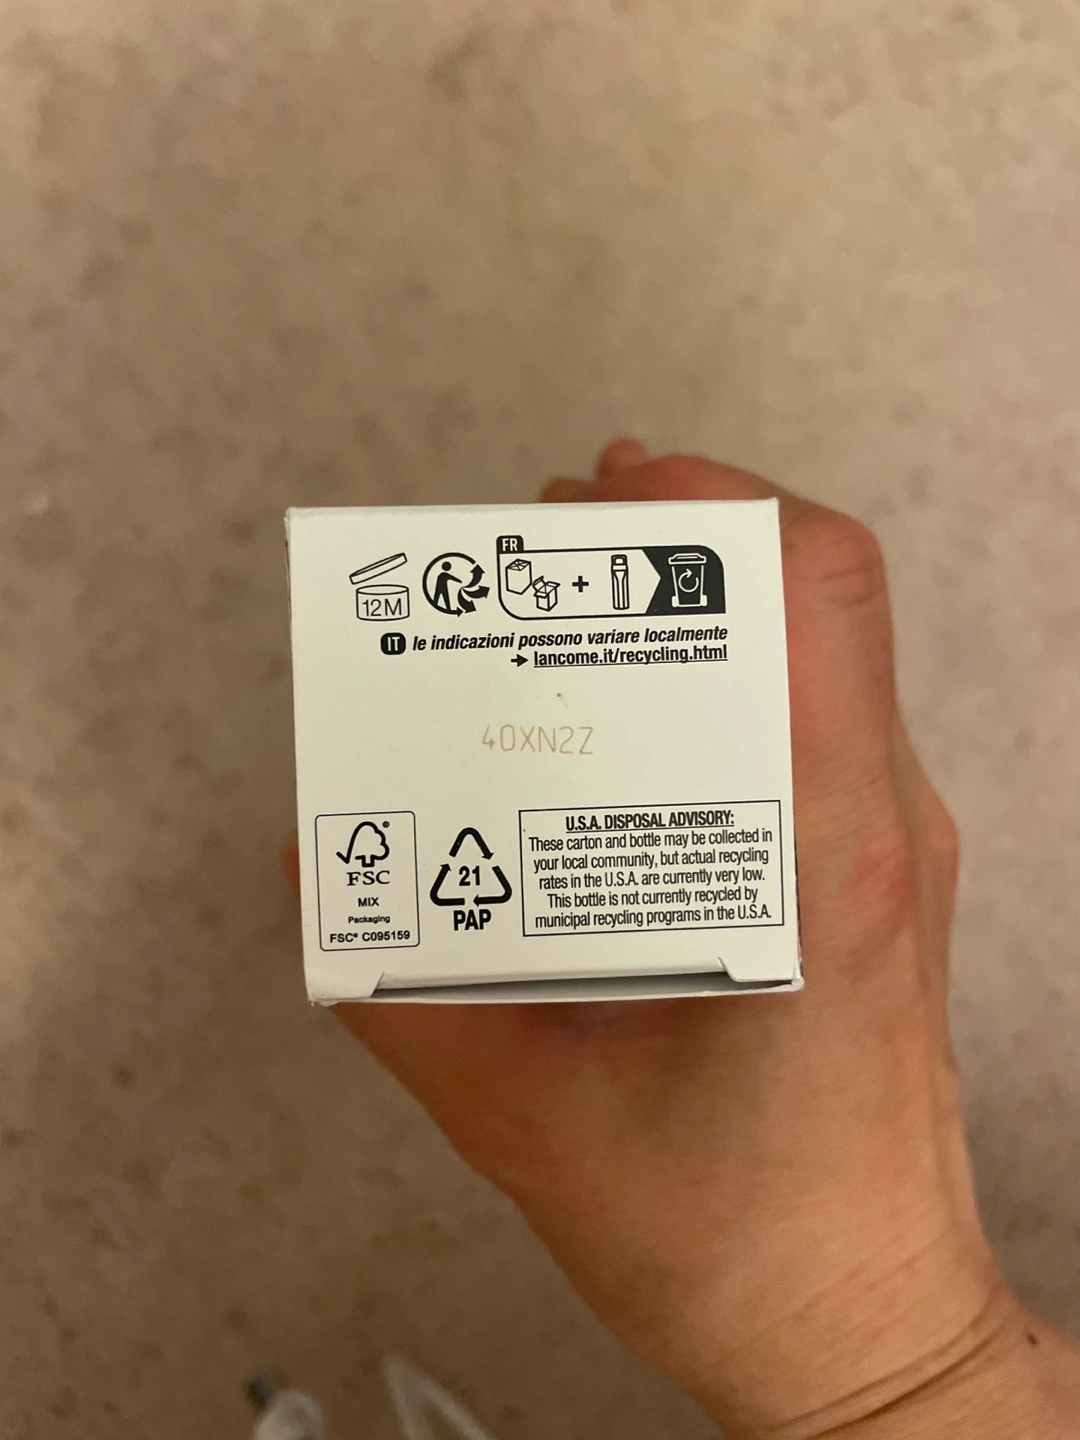 FR
12M
IT le indicazioni possono variare localmente
lancome.it/recycling.html
40XN2Z
FSC
MIX
Packaging
FSC® C095159
21
PAP
U.S.A. DISPOSAL ADVISORY:
These carton and bottle may be collected in
your local community, but actual recycling
rates in the U.S.A. are currently very low.
This bottle is not currently recycled by
municipal recycling programs in the U.S.A.